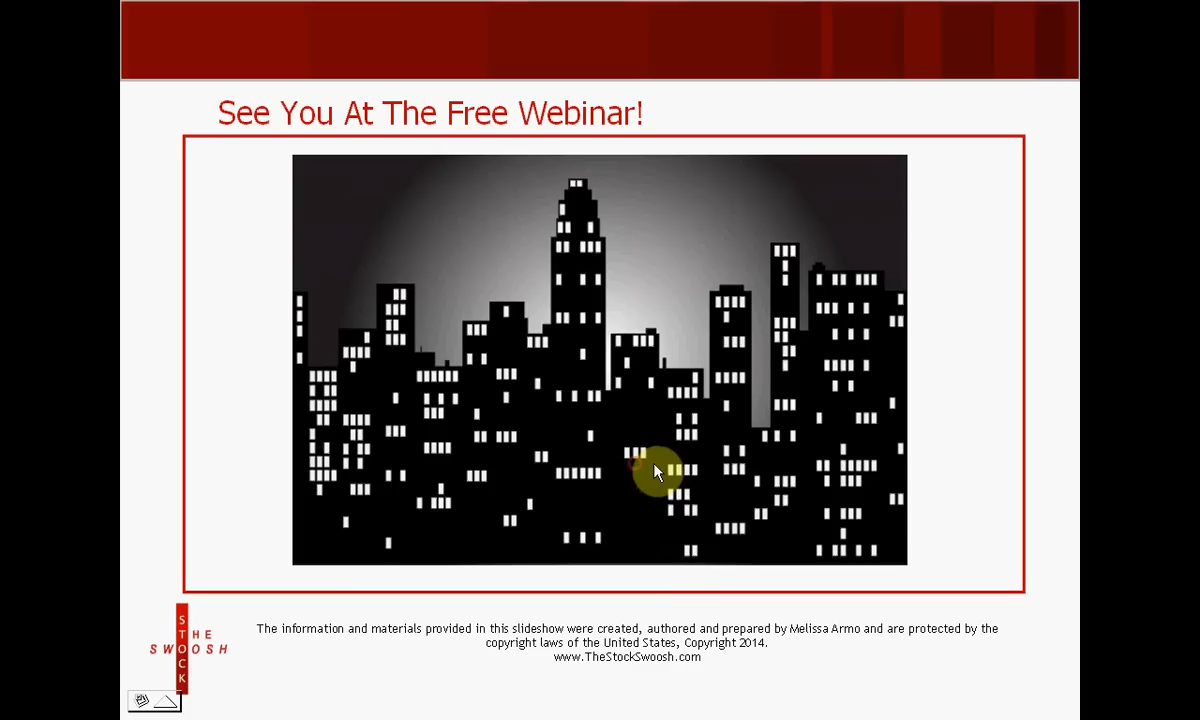 See You At The Free Webinar!
THE
STOCK
SWOOSH
The information and materials provided in this slideshow were created, authored and prepared by Melissa Armo and are protected by the
copyright laws of the United States, Copyright 2014.
www.TheStockSwoosh.com